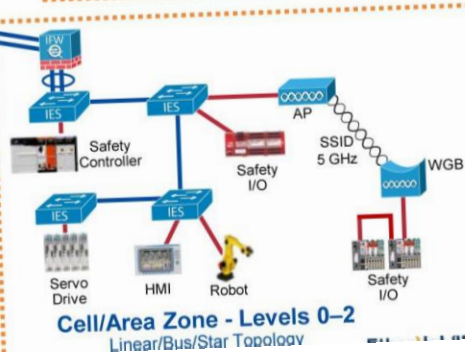 IFW
IES
IES
AP
Safety
Controller
Safety
I/O
SSID
5 GHz
WGB
IES
IES
Servo
Drive
HMI
Robot
Safety
I/O
Cell/Area Zone - Levels 0–2
Linear/Bus/Star Topology